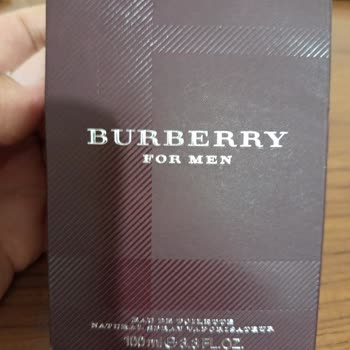 BURBERRY
FOR MEN
EAU DE TOILETTE
NATURAL SPRAY VAPORISATEUR
100 ml ℮ 3.3 FL.OZ.